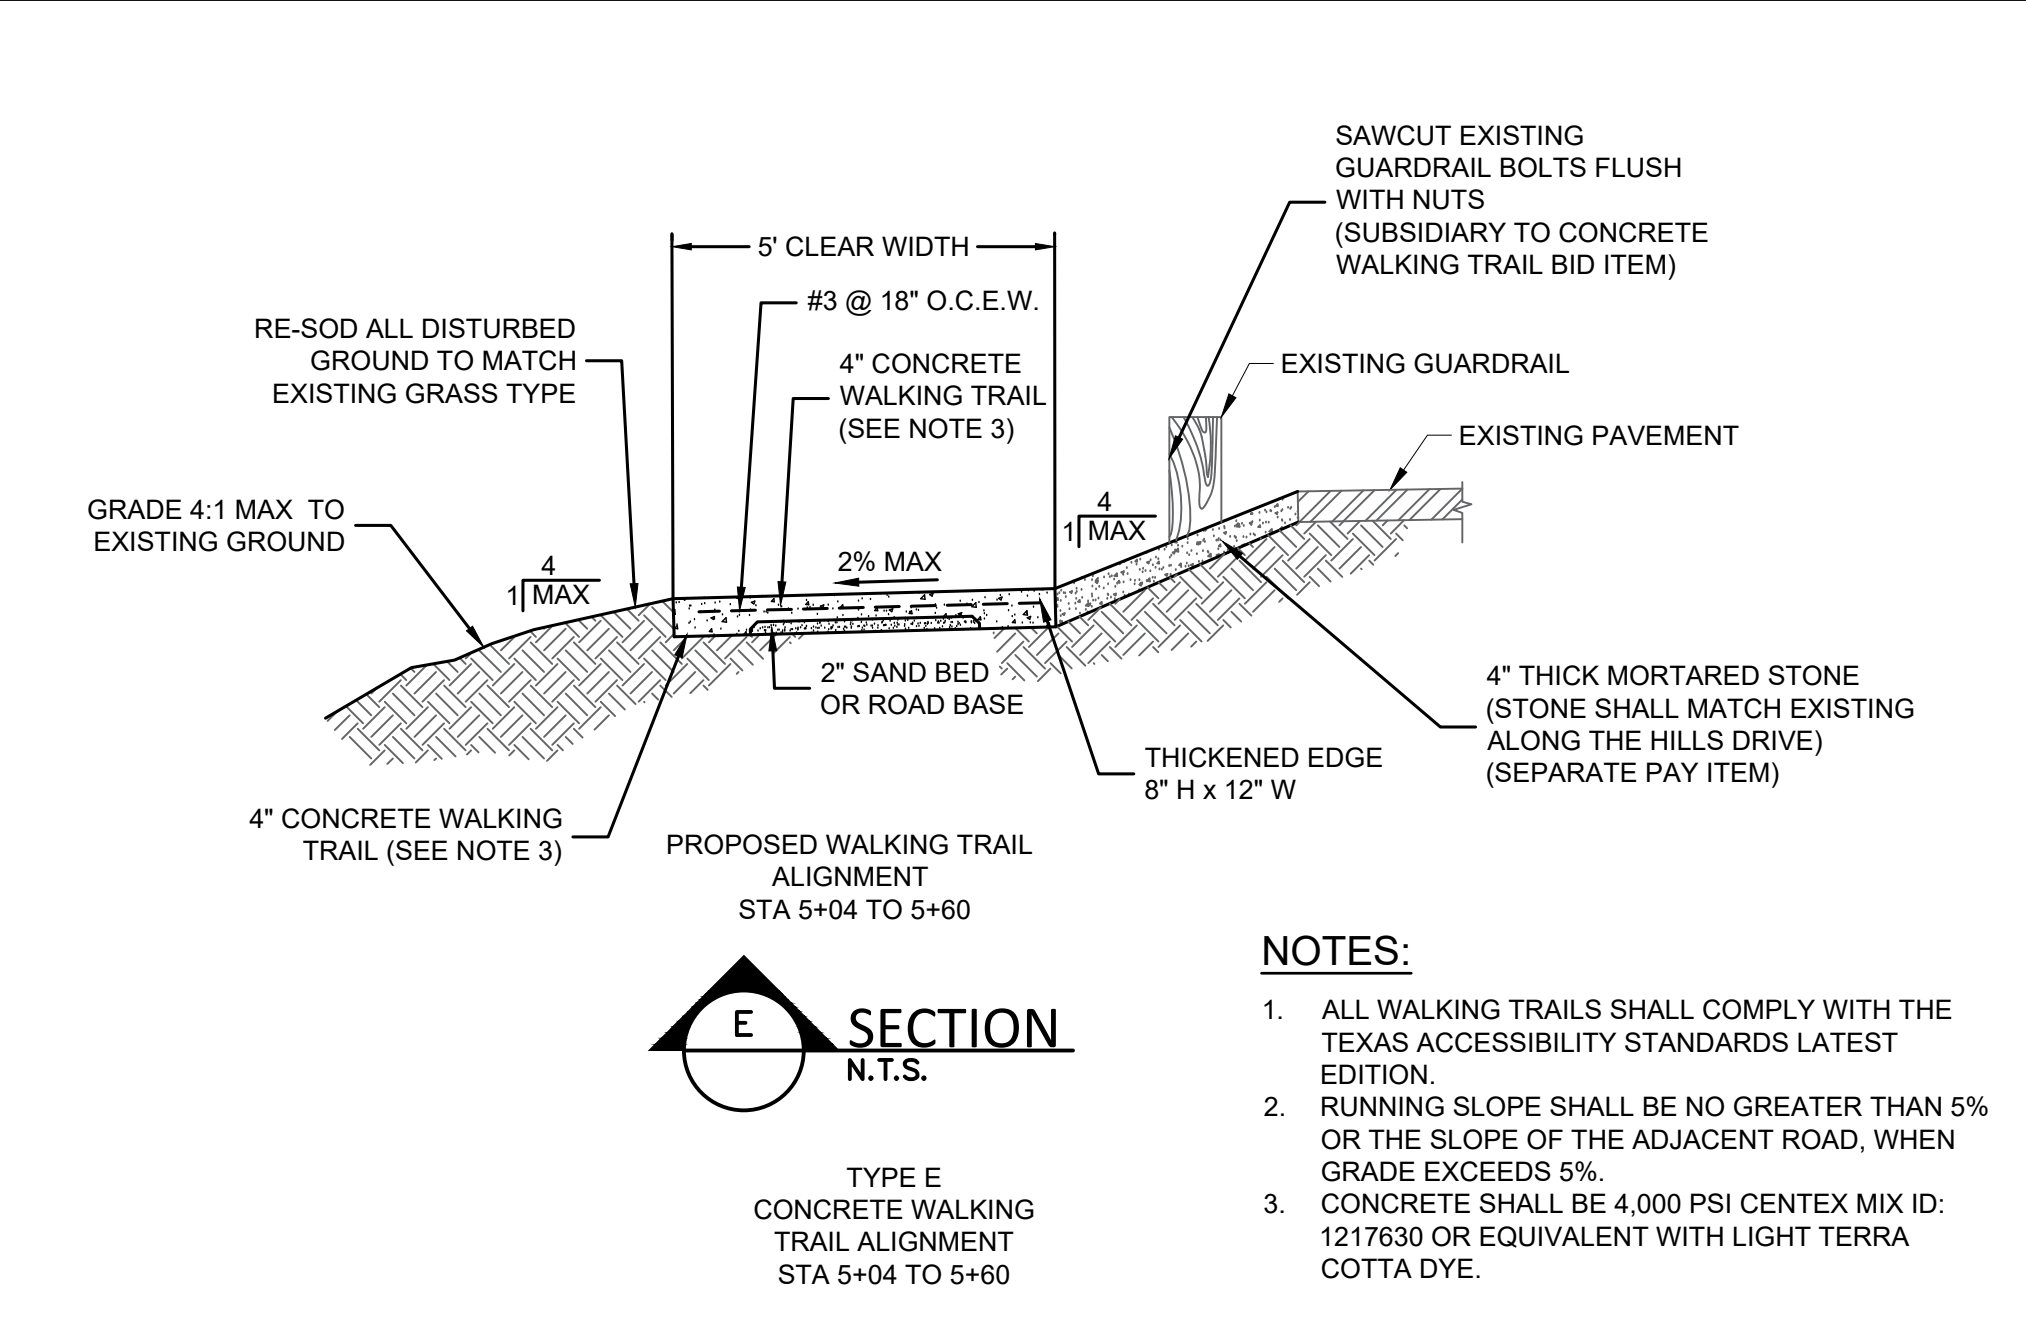 SAWCUT EXISTING
GUARDRAIL BOLTS FLUSH
WITH NUTS
(SUBSIDIARY TO CONCRETE
WALKING TRAIL BID ITEM)
5' CLEAR WIDTH
#3 @ 18" O.C.E.W.
RE-SOD ALL DISTURBED
GROUND TO MATCH
EXISTING GRASS TYPE
4" CONCRETE
WALKING TRAIL
(SEE NOTE 3)
EXISTING GUARDRAIL
EXISTING PAVEMENT
GRADE 4:1 MAX TO
EXISTING GROUND
4
1 MAX
2% MAX
4
1 MAX
2" SAND BED
OR ROAD BASE
4" THICK MORTARED STONE
(STONE SHALL MATCH EXISTING
ALONG THE HILLS DRIVE)
(SEPARATE PAY ITEM)
THICKENED EDGE
8" H x 12" W
4" CONCRETE WALKING
TRAIL (SEE NOTE 3)
PROPOSED WALKING TRAIL
ALIGNMENT
STA 5+04 TO 5+60
E
SECTION
N.T.S.
TYPE E
CONCRETE WALKING
TRAIL ALIGNMENT
STA 5+04 TO 5+60
NOTES:
1. ALL WALKING TRAILS SHALL COMPLY WITH THE
TEXAS ACCESSIBILITY STANDARDS LATEST
EDITION.
2. RUNNING SLOPE SHALL BE NO GREATER THAN 5%
OR THE SLOPE OF THE ADJACENT ROAD, WHEN
GRADE EXCEEDS 5%.
3. CONCRETE SHALL BE 4,000 PSI CENTEX MIX ID:
1217630 OR EQUIVALENT WITH LIGHT TERRA
COTTA DYE.